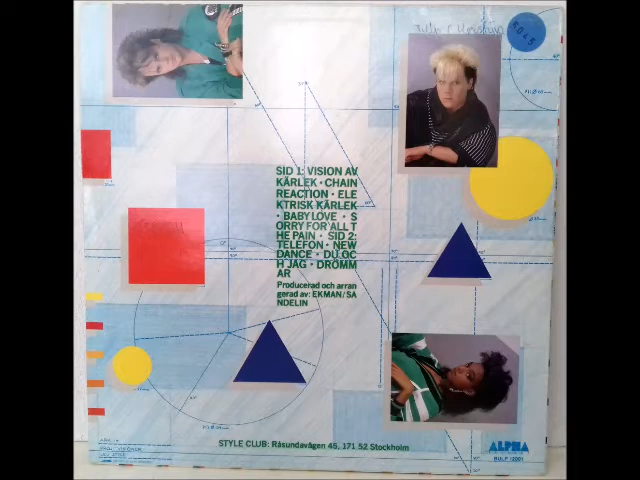 5045
SID 1: VISION AV
KÄRLEK • CHAIN
REACTION • ELE
KTRISK KÄRLEK
• BABY LOVE • S
ORRY FOR ALL T
HE PAIN • SID 2:
TELEFON • NEW
DANCE • DU OC
H JAG • DRÖMM
AR
Producerad och arran
gerad av: EKMAN/SA
NDELIN
STYLE CLUB: Råsundavägen 45, 171 52 Stockholm
ALPHA